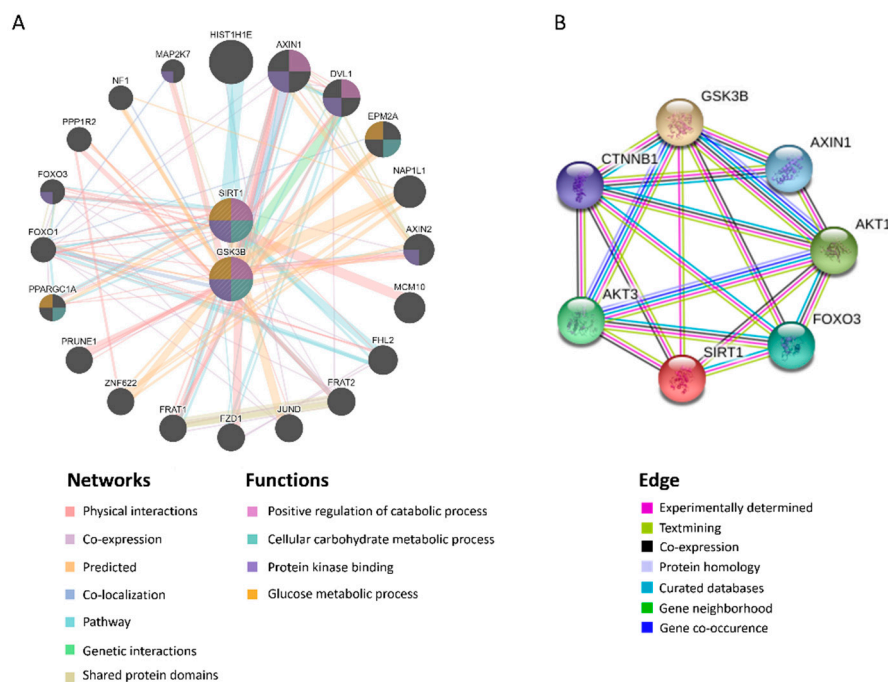 A
B
HIST1H1E
AXIN1
MAP2K7
DVL1
NF1
EPM2A
PPP1R2
NAP1L1
FOXO3
SIRT1
AXIN2
FOXO1
GSK3B
PPARGC1A
MCM10
PRUNE1
FHL2
ZNF622
FRAT2
FRAT1
FZD1
JUND
GSK3B
AXIN1
CTNNB1
AKT1
AKT3
FOXO3
SIRT1
Networks
Physical interactions
Co-expression
Predicted
Co-localization
Pathway
Genetic interactions
Shared protein domains
Functions
Positive regulation of catabolic process
Cellular carbohydrate metabolic process
Protein kinase binding
Glucose metabolic process
Edge
Experimentally determined
Textmining
Co-expression
Protein homology
Curated databases
Gene neighborhood
Gene co-occurence